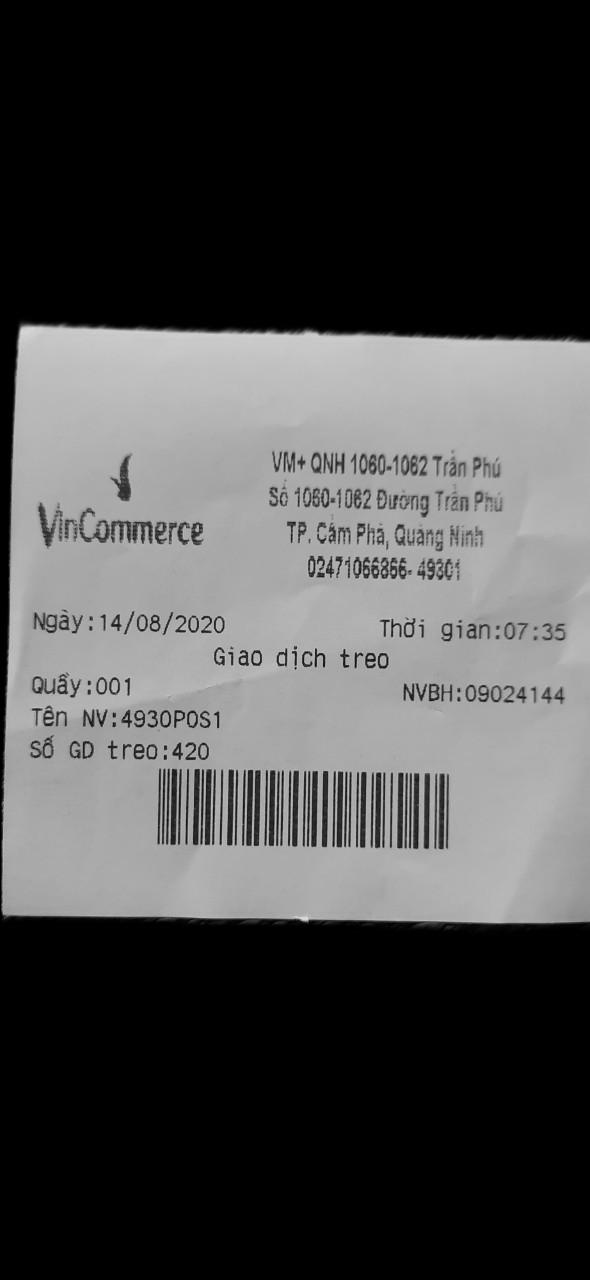 VinCommerce
VM+ QNH 1060-1062 Trần Phú
Số 1060-1062 Đường Trần Phú
TP. Cẩm Phả, Quảng Ninh
02471066866- 49301
Ngày:14/08/2020 Thời gian:07:35
Giao dịch treo
Quầy:001 NVBH:09024144
Tên NV:4930POS1
Số GD treo:420